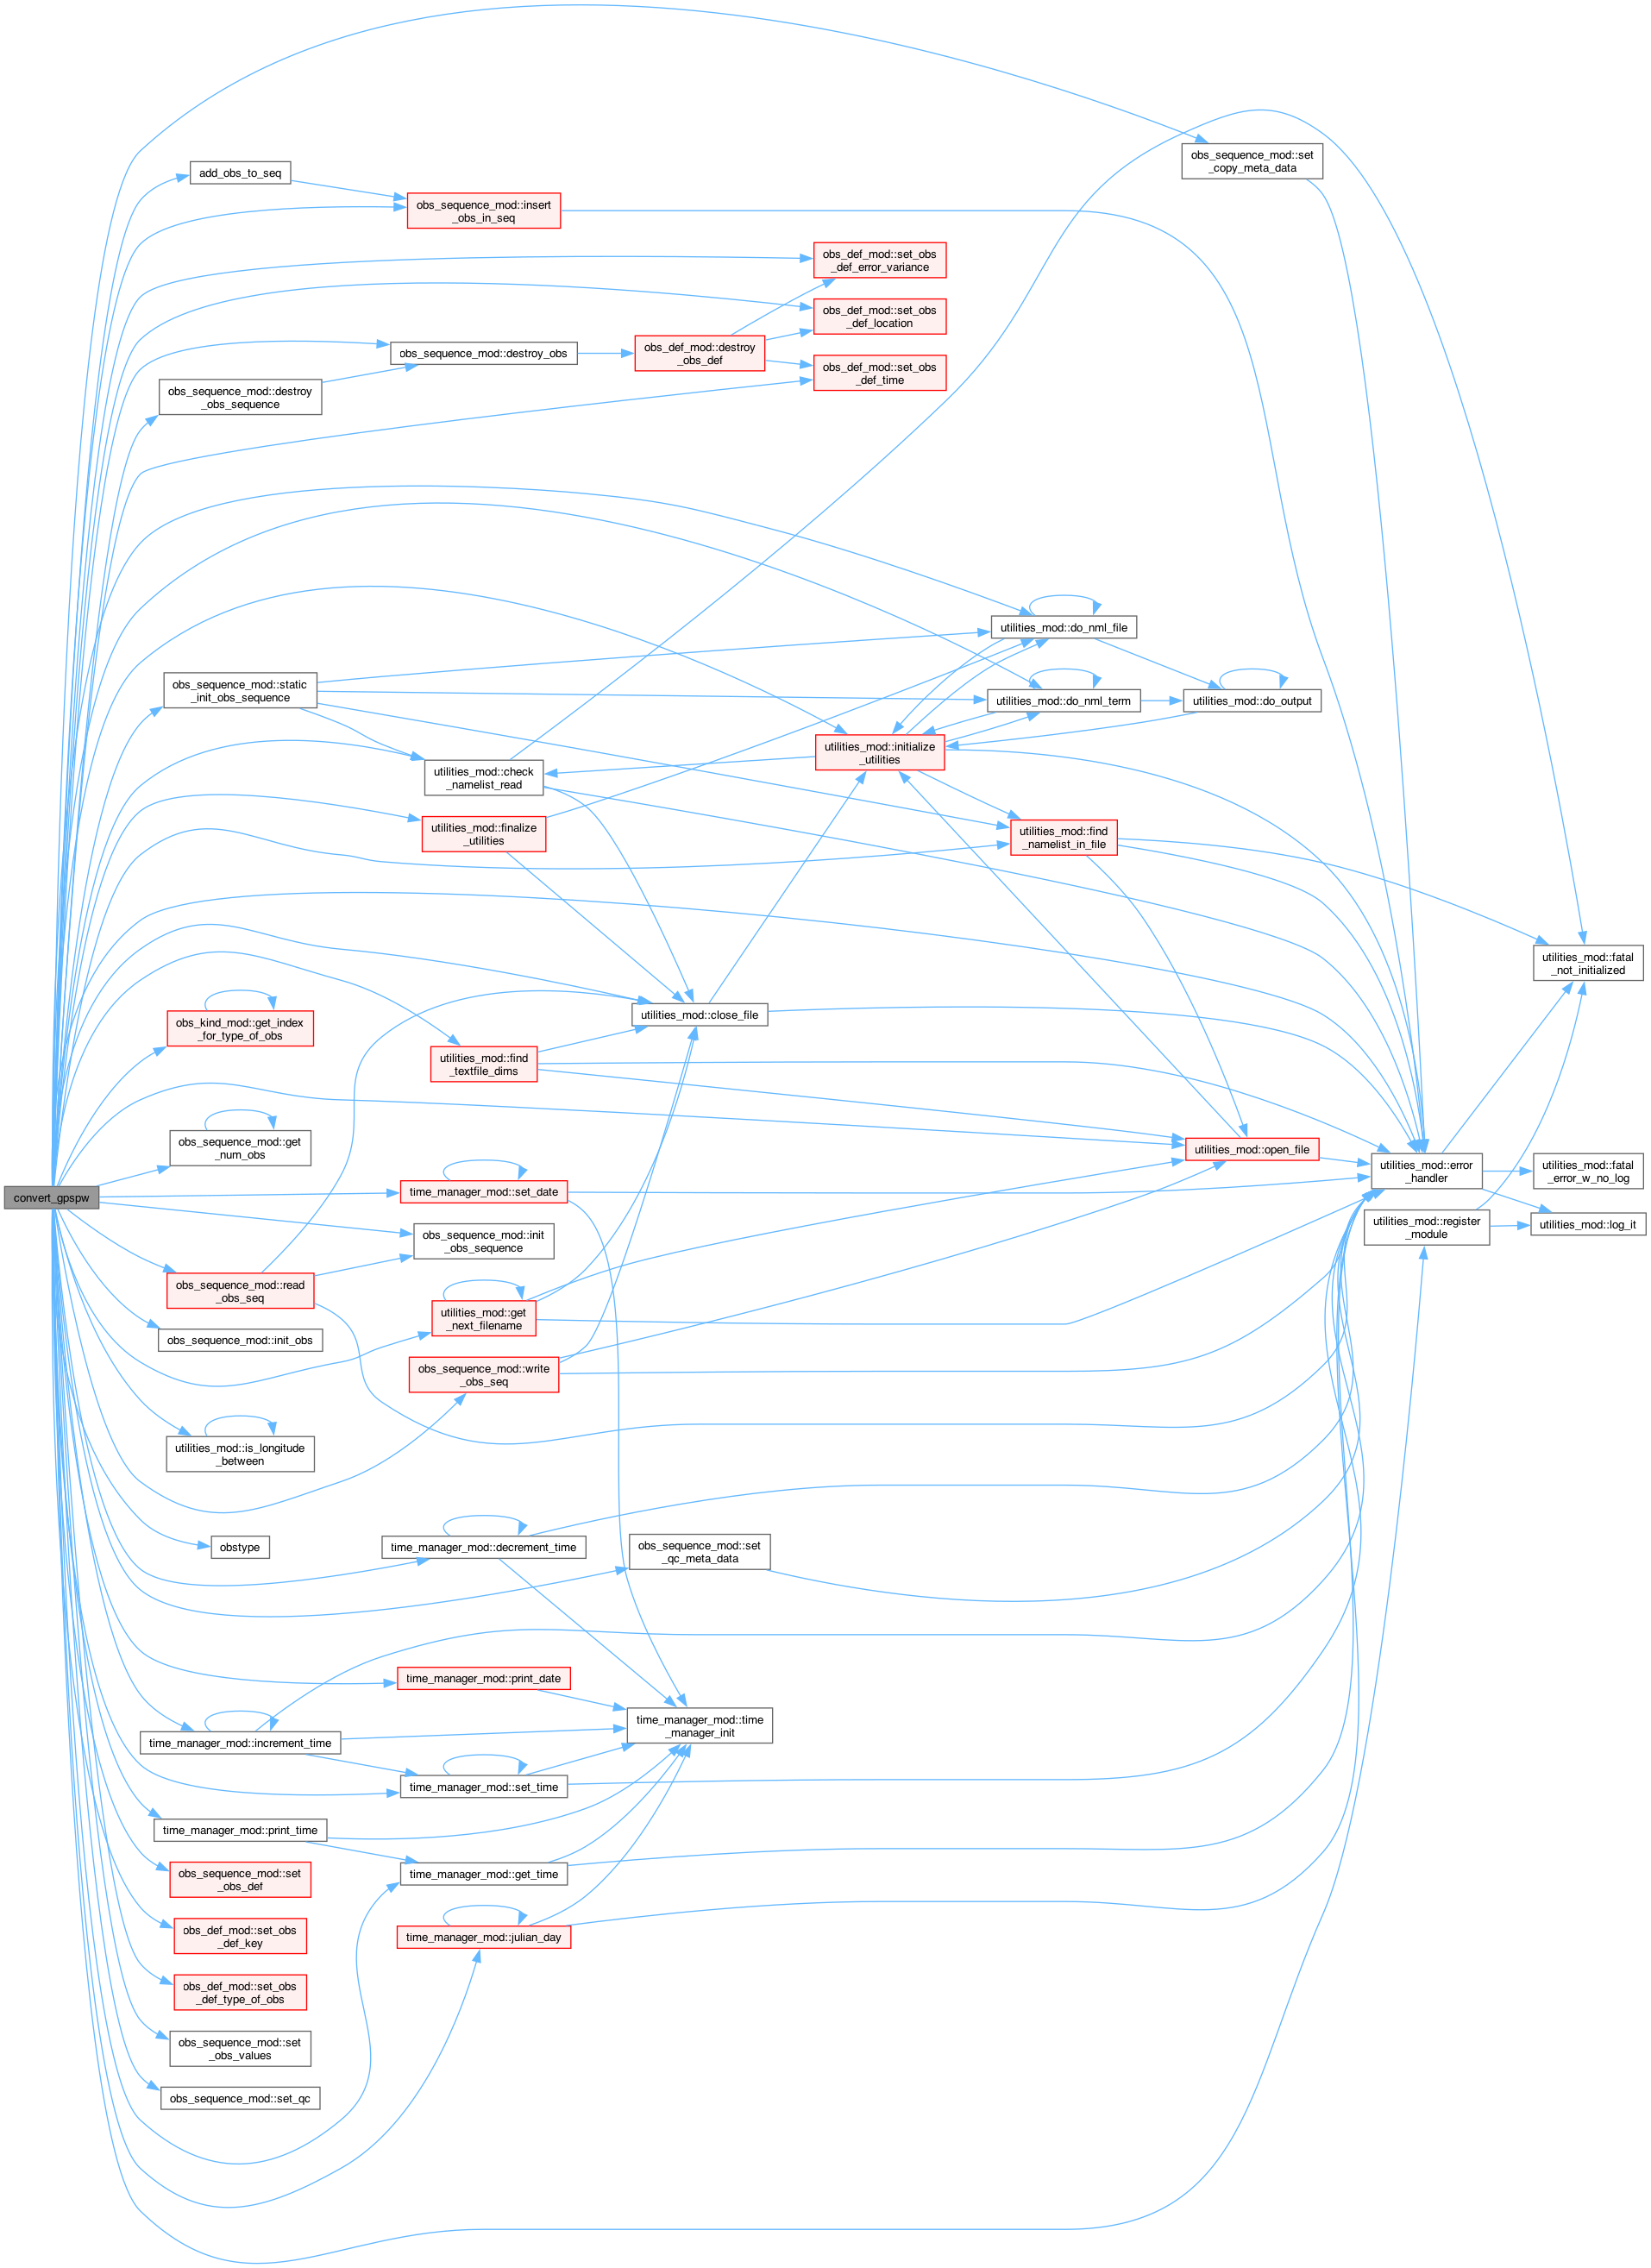 obs_sequence_mod::set
_copy_meta_data
add_obs_to_seq
obs_sequence_mod::insert
_obs_in_seq
obs_def_mod::set_obs
_def_error_variance
obs_def_mod::set_obs
_def_location
obs_sequence_mod::destroy_obs
obs_def_mod::destroy
_obs_def
obs_def_mod::set_obs
_def_time
obs_sequence_mod::destroy
_obs_sequence
utilities_mod::do_nml_file
obs_sequence_mod::static
_init_obs_sequence
utilities_mod::do_nml_term
utilities_mod::do_output
utilities_mod::initialize
_utilities
utilities_mod::check
_namelist_read
utilities_mod::finalize
_utilities
utilities_mod::find
_namelist_in_file
utilities_mod::fatal
_not_initialized
utilities_mod::close_file
obs_kind_mod::get_index
_for_type_of_obs
utilities_mod::find
_textfile_dims
obs_sequence_mod::get
_num_obs
utilities_mod::open_file
utilities_mod::error
_handler
utilities_mod::fatal
_error_w_no_log
convert_gpspw
time_manager_mod::set_date
utilities_mod::register
_module
utilities_mod::log_it
obs_sequence_mod::init
_obs_sequence
obs_sequence_mod::read
_obs_seq
utilities_mod::get
_next_filename
obs_sequence_mod::init_obs
obs_sequence_mod::write
_obs_seq
utilities_mod::is_longitude
_between
obstype
time_manager_mod::decrement_time
obs_sequence_mod::set
_qc_meta_data
time_manager_mod::print_date
time_manager_mod::time
_manager_init
time_manager_mod::increment_time
time_manager_mod::set_time
time_manager_mod::print_time
time_manager_mod::get_time
obs_sequence_mod::set
_obs_def
obs_def_mod::set_obs
_def_key
time_manager_mod::julian_day
obs_def_mod::set_obs
_def_type_of_obs
obs_sequence_mod::set
_obs_values
obs_sequence_mod::set_qc